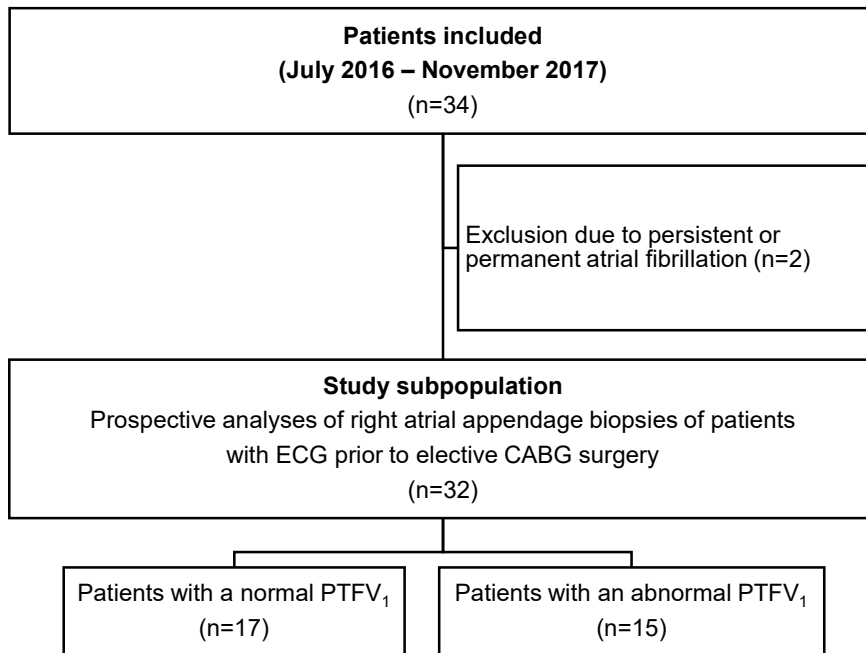 Patients included
(July 2016 – November 2017)
(n=34)
Exclusion due to persistent or
permanent atrial fibrillation (n=2)
Study subpopulation
Prospective analyses of right atrial appendage biopsies of patients
with ECG prior to elective CABG surgery
(n=32)
Patients with a normal PTFV₁
(n=17)
Patients with an abnormal PTFV₁
(n=15)